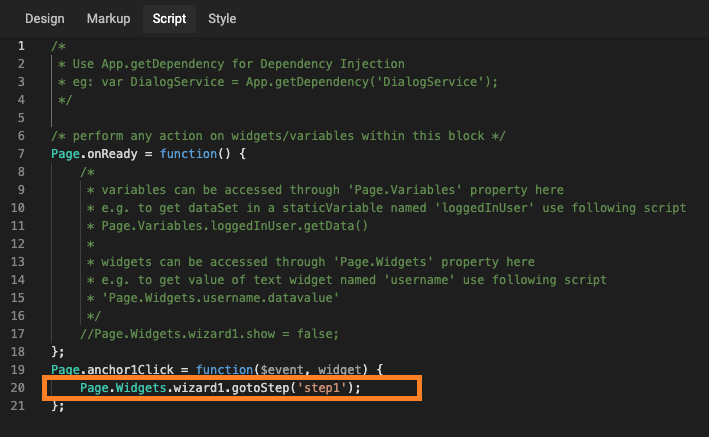 Design Markup Script Style
1 /*
2  * Use App.getDependency for Dependency Injection
3  * eg: var DialogService = App.getDependency('DialogService');
4  */
5
6 /* perform any action on widgets/variables within this block */
7 Page.onReady = function() {
8     /*
9      * variables can be accessed through 'Page.Variables' property here
10      * e.g. to get dataSet in a staticVariable named 'loggedInUser' use following script
11      * Page.Variables.loggedInUser.getData()
12      *
13      * widgets can be accessed through 'Page.Widgets' property here
14      * e.g. to get value of text widget named 'username' use following script
15      * 'Page.Widgets.username.datavalue'
16      */
17     //Page.Widgets.wizard1.show = false;
18 };
19 Page.anchor1Click = function($event, widget) {
20     Page.Widgets.wizard1.gotoStep('step1');
21 };